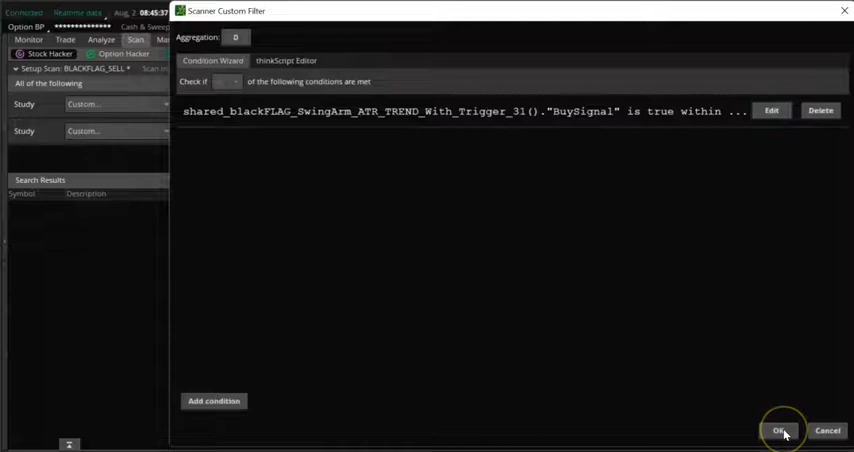 Scanner Custom Filter
Connected Realtime data Aug, 2 08:45:37
Option BP ************** Cash & Sweep
Monitor Trade Analyze Scan
Stock Hacker Option Hacker
Setup Scan: BLACKFLAG_SELL * Scan in
All of the following
Study Custom...
Study Custom...
Search Results
Symbol Description
Aggregation: D
Condition Wizard thinkScript Editor
Check if of the following conditions are met
shared_blackFLAG_SwingArm_ATR_TREND_With_Trigger_31()."BuySignal" is true within ... Edit Delete
Add condition
OK Cancel